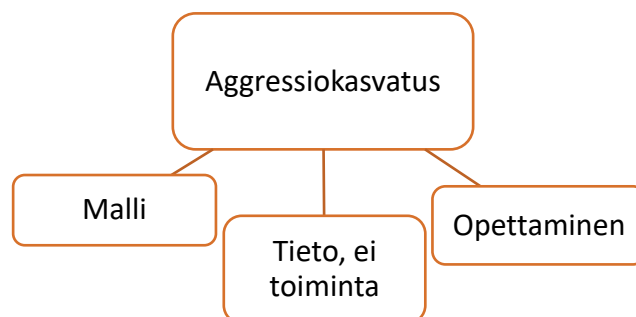 Aggressiokasvatus
Malli
Tieto, ei
toiminta
Opettaminen